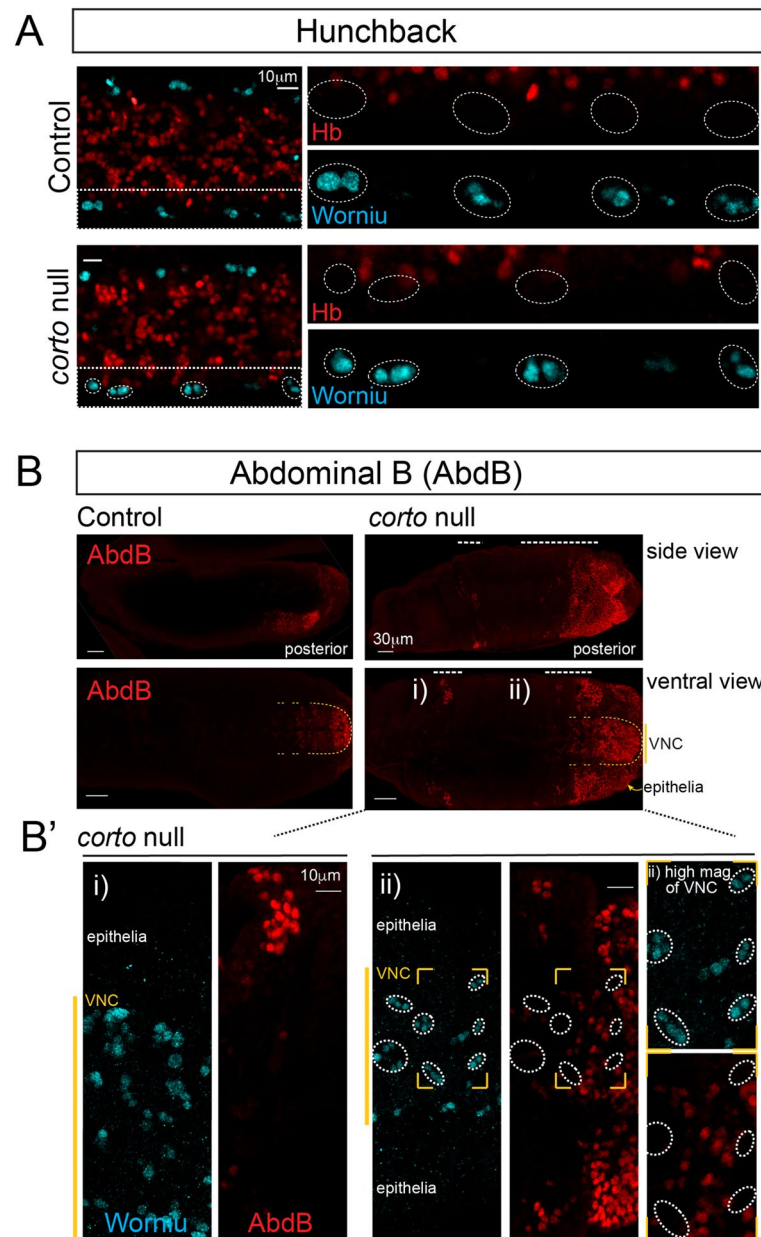 A
Hunchback
Control
10μm
Hb
Worniu
corto null
Hb
Worniu
B
Abdominal B (AbdB)
Control
corto null
AbdB
posterior
30μm
posterior
side view
AbdB
i)
ii)
ventral view
VNC
epithelia
B'
corto null
i)
epithelia
VNC
Worniu
10μm
AbdB
ii)
epithelia
VNC
epithelia
ii) high mag.
of VNC